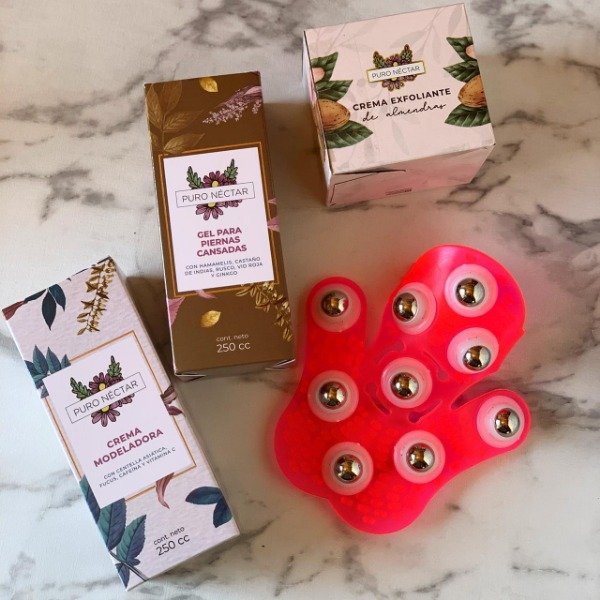 PURO NÉCTAR
CREMA EXFOLIANTE
de almendras
PURO NÉCTAR
GEL PARA
PIERNAS
CANSADAS
CON HAMAMELIS, CASTAÑO
DE INDIAS, RUSCO, VID ROJA
Y GINKGO
cont. neto
250 cc
PURO NÉCTAR
CREMA
MODELADORA
CON CENTELLA ASIÁTICA,
FUCUS, CAFEÍNA Y VITAMINA C
cont. neto
250 cc